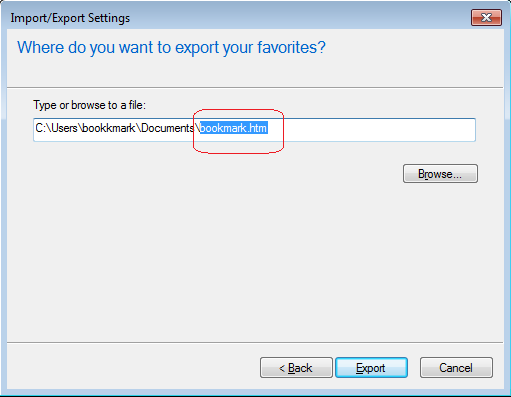 Import/Export Settings
Where do you want to export your favorites?
Type or browse to a file:
C:\Users\bookkmark\Documents\bookmark.htm
Browse...
< Back
Export
Cancel